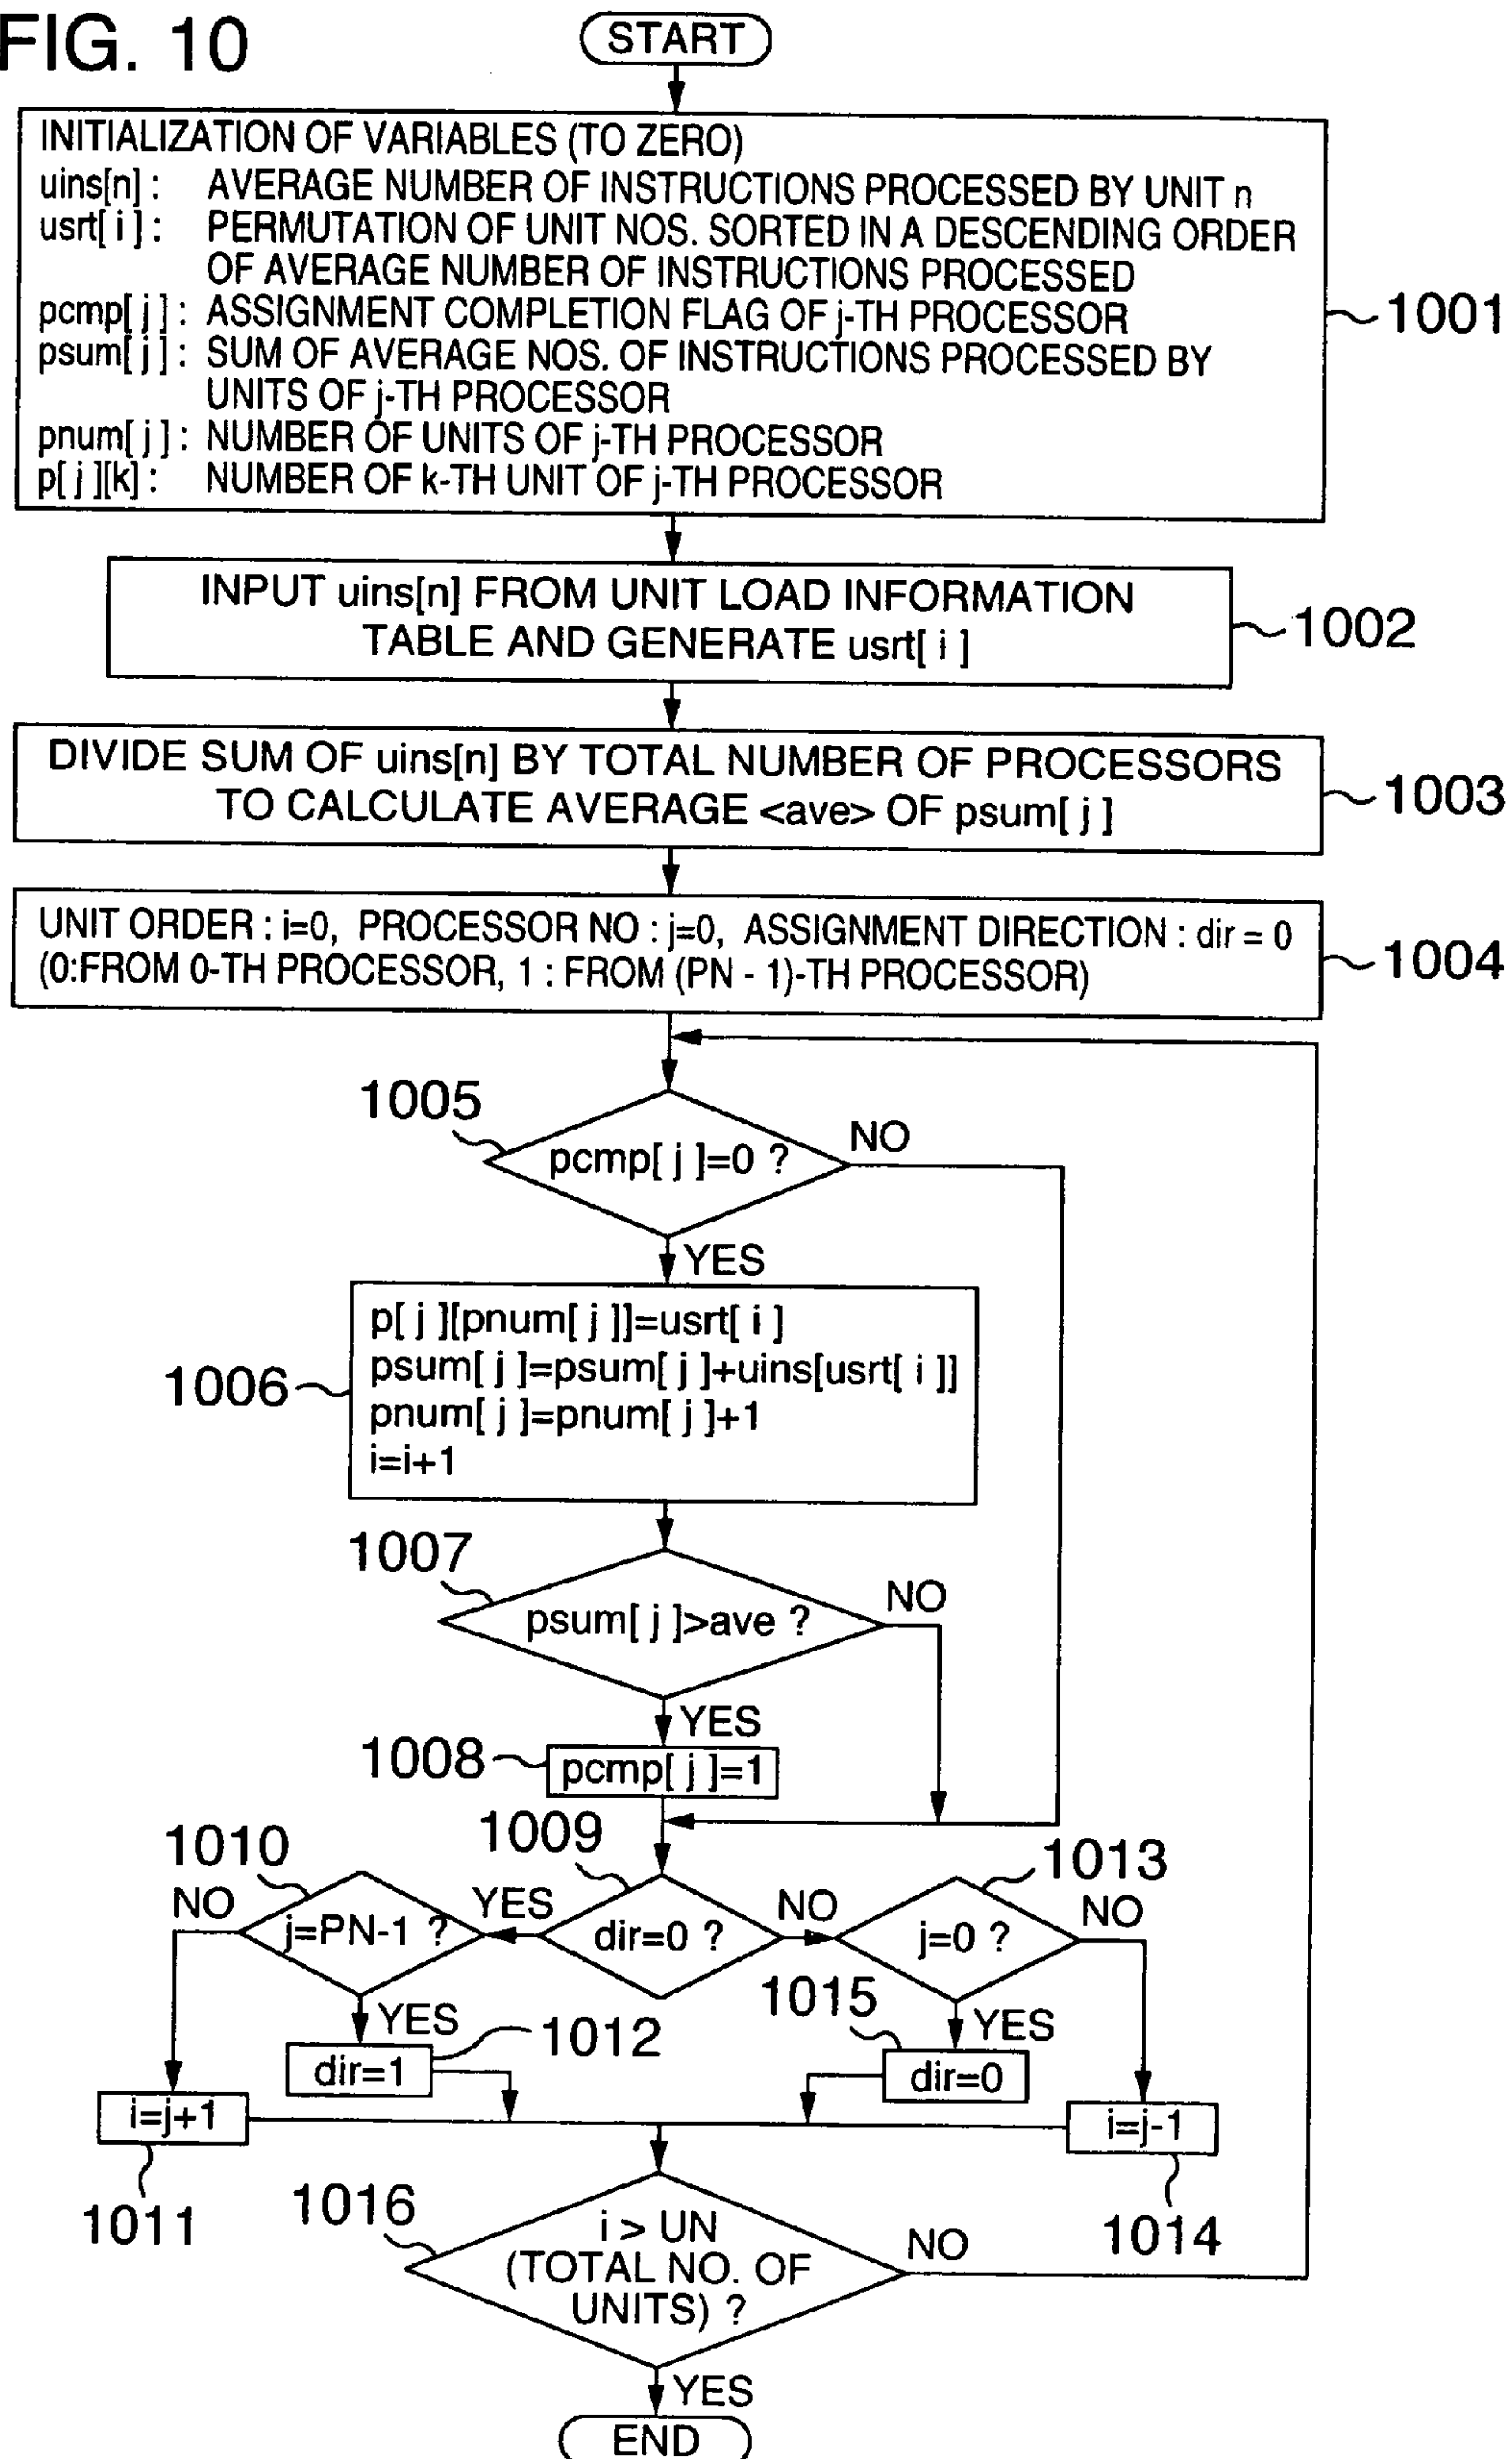 FIG. 10
START
INITIALIZATION OF VARIABLES (TO ZERO)
uins[n] : AVERAGE NUMBER OF INSTRUCTIONS PROCESSED BY UNIT n
usrt[ i ] : PERMUTATION OF UNIT NOS. SORTED IN A DESCENDING ORDER
OF AVERAGE NUMBER OF INSTRUCTIONS PROCESSED
pcmp[ j ] : ASSIGNMENT COMPLETION FLAG OF j-TH PROCESSOR
psum[ j ] : SUM OF AVERAGE NOS. OF INSTRUCTIONS PROCESSED BY
UNITS OF j-TH PROCESSOR
pnum[ j ] : NUMBER OF UNITS OF j-TH PROCESSOR
p[ j ][k] : NUMBER OF k-TH UNIT OF j-TH PROCESSOR
1001
INPUT uins[n] FROM UNIT LOAD INFORMATION
TABLE AND GENERATE usrt[ i ]
1002
DIVIDE SUM OF uins[n] BY TOTAL NUMBER OF PROCESSORS
TO CALCULATE AVERAGE <ave> OF psum[ j ]
1003
UNIT ORDER : i=0, PROCESSOR NO : j=0, ASSIGNMENT DIRECTION : dir = 0
(0:FROM 0-TH PROCESSOR, 1 : FROM (PN - 1)-TH PROCESSOR)
1004
1005
pcmp[ j ]=0 ?
NO
YES
1006
p[ j ][pnum[ j ]]=usrt[ i ]
psum[ j ]=psum[ j ]+uins[usrt[ i ]]
pnum[ j ]=pnum[ j ]+1
i=i+1
1007
psum[ j ]>ave ?
NO
YES
1008
pcmp[ j ]=1
1009
1010
1013
NO
j=PN-1 ?
YES
dir=0 ?
NO
j=0 ?
NO
YES
1012
dir=1
1015
YES
dir=0
i=j+1
i=j-1
1011
1014
1016
i > UN
(TOTAL NO. OF
UNITS) ?
NO
YES
END